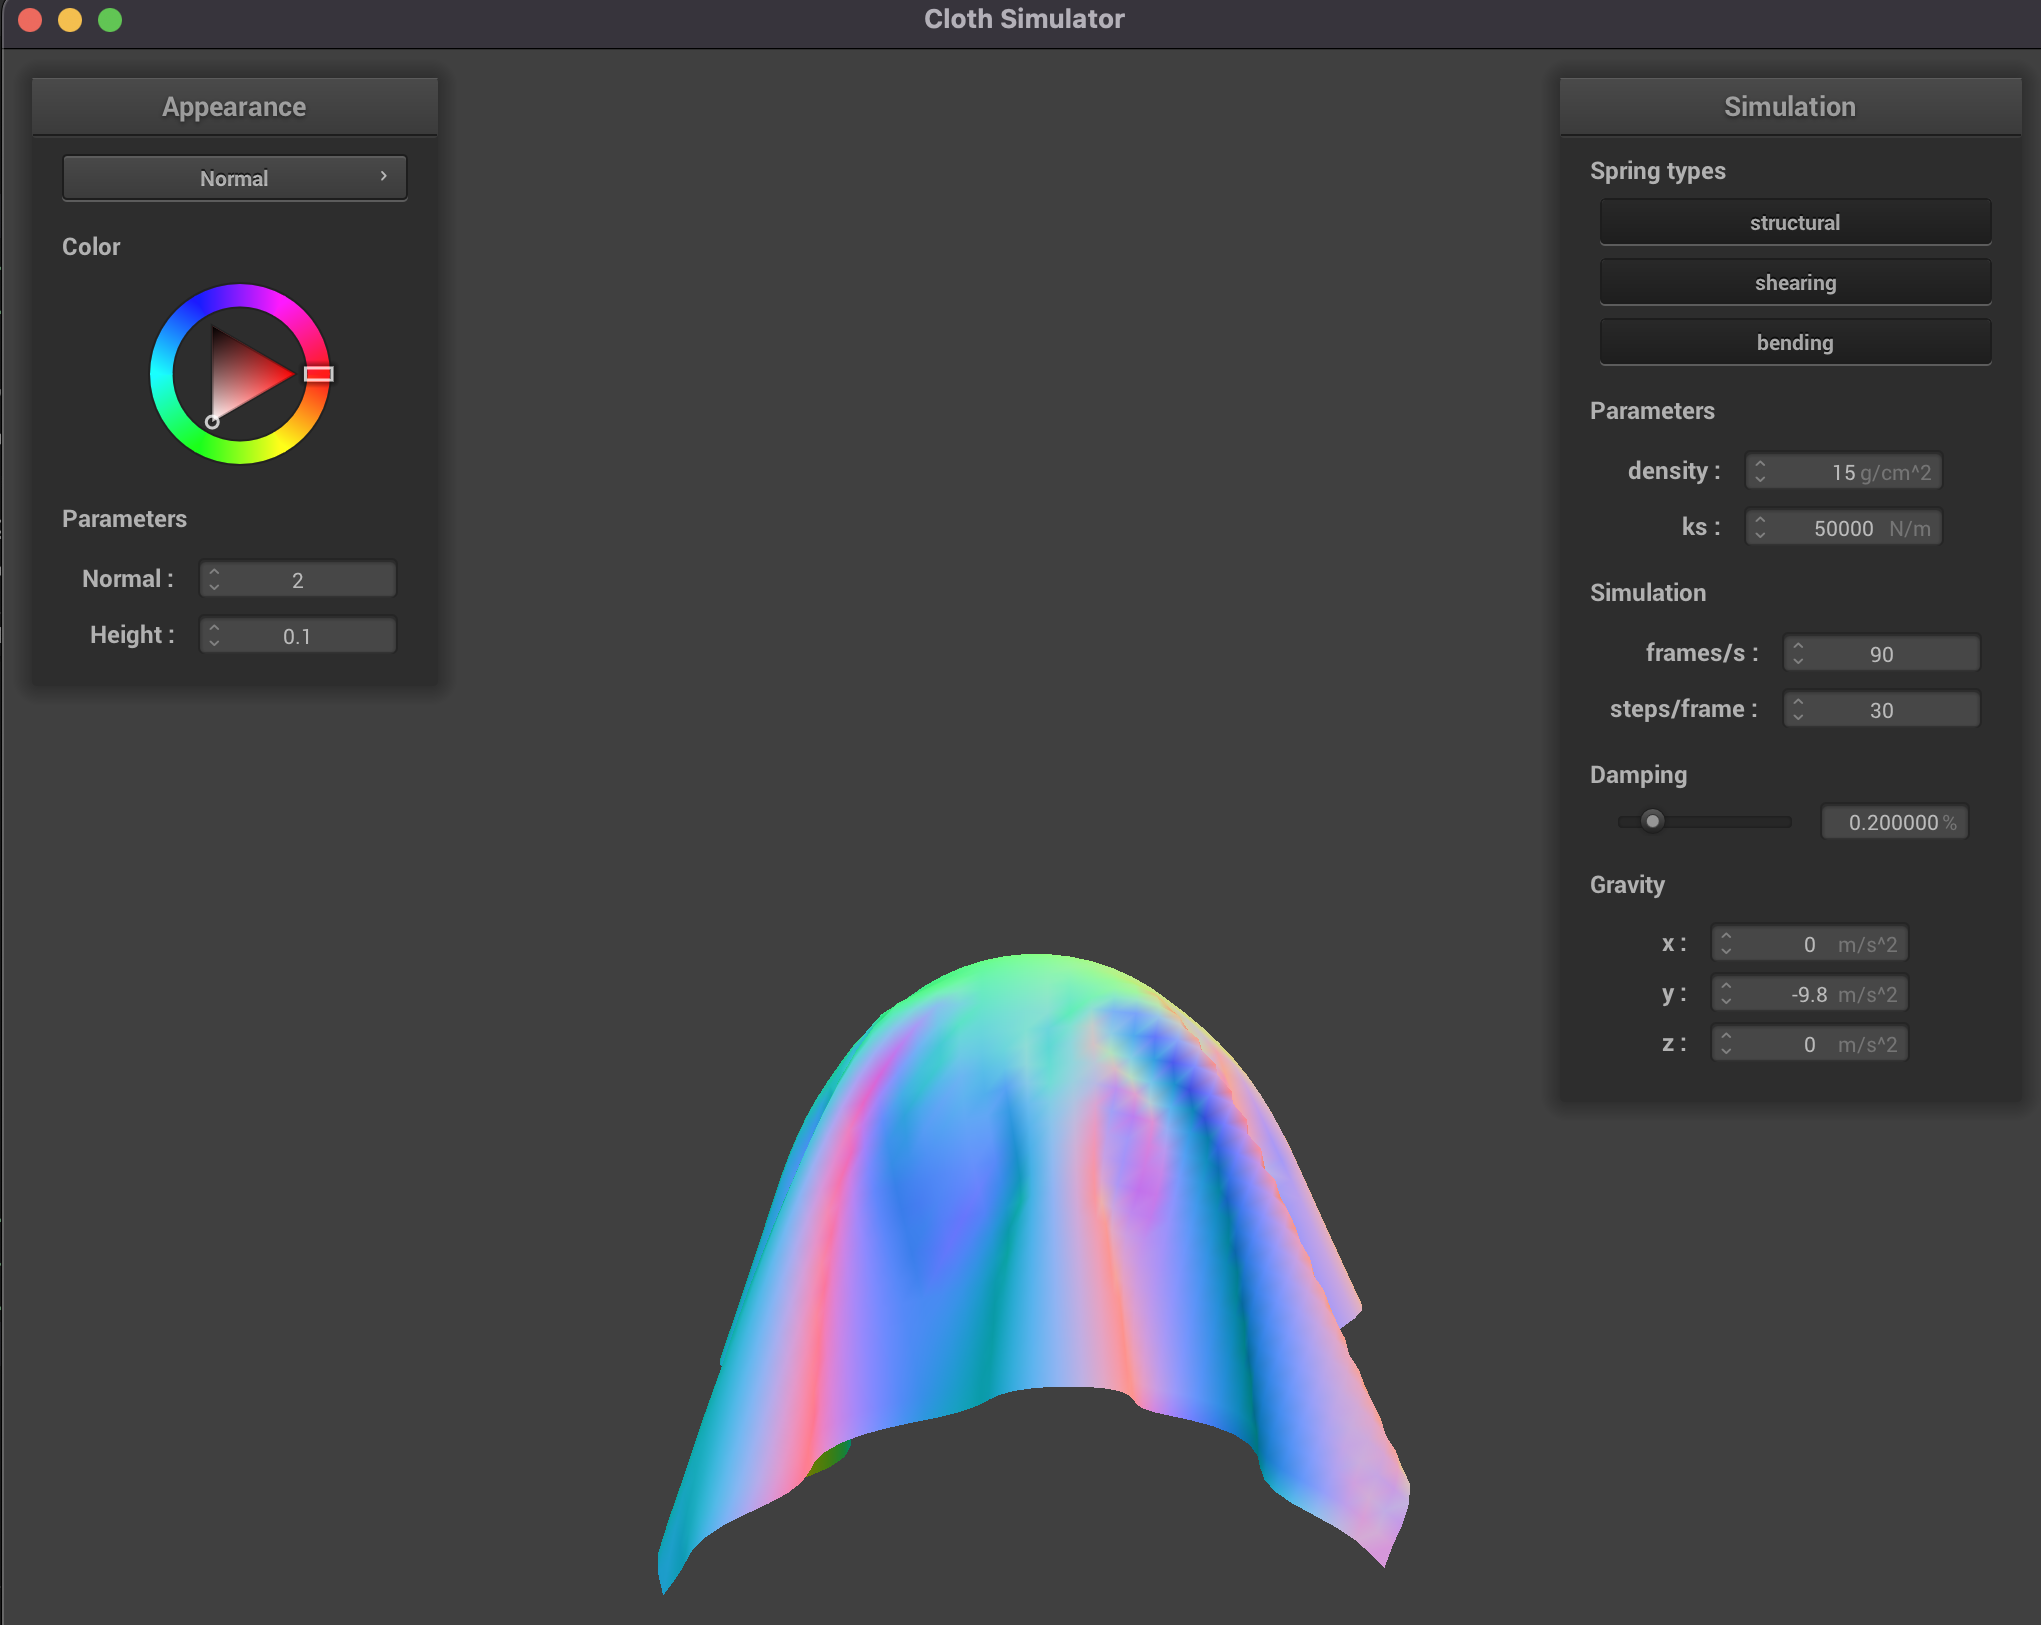 Cloth Simulator
Appearance
Normal
Color
Parameters
Normal : 2
Height : 0.1
Simulation
Spring types
structural
shearing
bending
Parameters
density : 15 g/cm^2
ks : 50000 N/m
Simulation
frames/s : 90
steps/frame : 30
Damping
0.200000 %
Gravity
x : 0 m/s^2
y : -9.8 m/s^2
z : 0 m/s^2